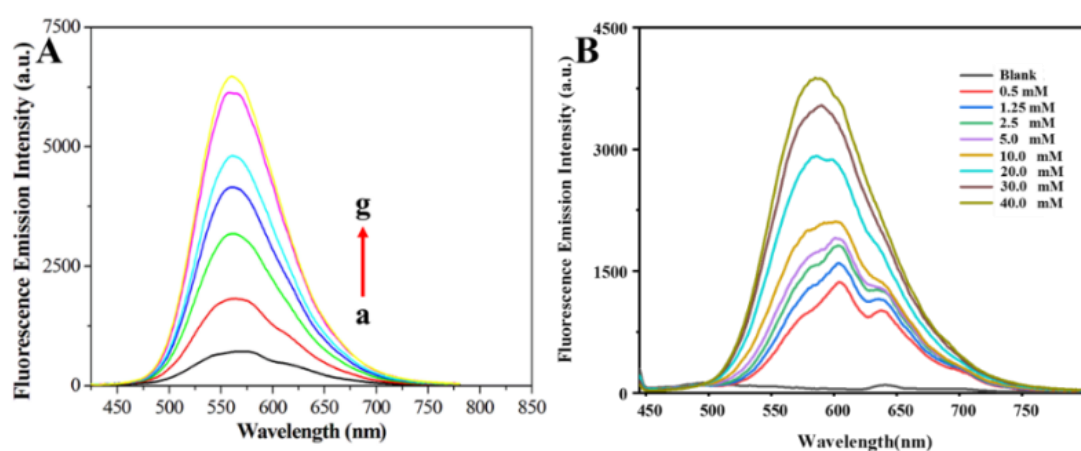 A
Fluorescence Emission Intensity (a.u.)
7500
5000
2500
0
g
a
450 500 550 600 650 700 750 800 850
Wavelength (nm)
B
Fluorescence Emission Intensity (a.u.)
4500
3000
1500
0
Blank
0.5 mM
1.25 mM
2.5 mM
5.0 mM
10.0 mM
20.0 mM
30.0 mM
40.0 mM
450 500 550 600 650 700 750
Wavelength(nm)